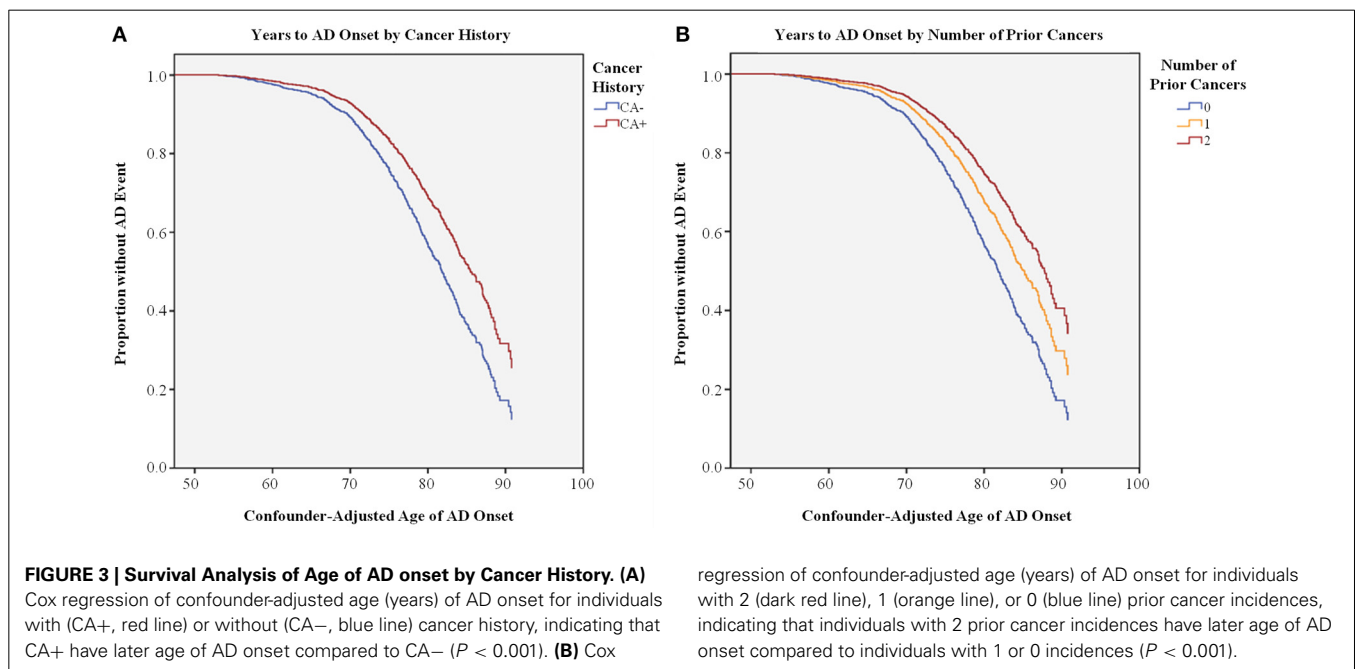 A
Years to AD Onset by Cancer History
Cancer
History
CA-
CA+
Proportion without AD Event
1.0
0.8
0.6
0.4
0.2
0.0
50 60 70 80 90 100
Confounder-Adjusted Age of AD Onset
B
Years to AD Onset by Number of Prior Cancers
Number of
Prior Cancers
0
1
2
Proportion without AD Event
1.0
0.8
0.6
0.4
0.2
0.0
50 60 70 80 90 100
Confounder-Adjusted Age of AD Onset
FIGURE 3 | Survival Analysis of Age of AD onset by Cancer History. (A)
Cox regression of confounder-adjusted age (years) of AD onset for individuals
with (CA+, red line) or without (CA−, blue line) cancer history, indicating that
CA+ have later age of AD onset compared to CA− (P < 0.001). (B) Cox
regression of confounder-adjusted age (years) of AD onset for individuals
with 2 (dark red line), 1 (orange line), or 0 (blue line) prior cancer incidences,
indicating that individuals with 2 prior cancer incidences have later age of AD
onset compared to individuals with 1 or 0 incidences (P < 0.001).